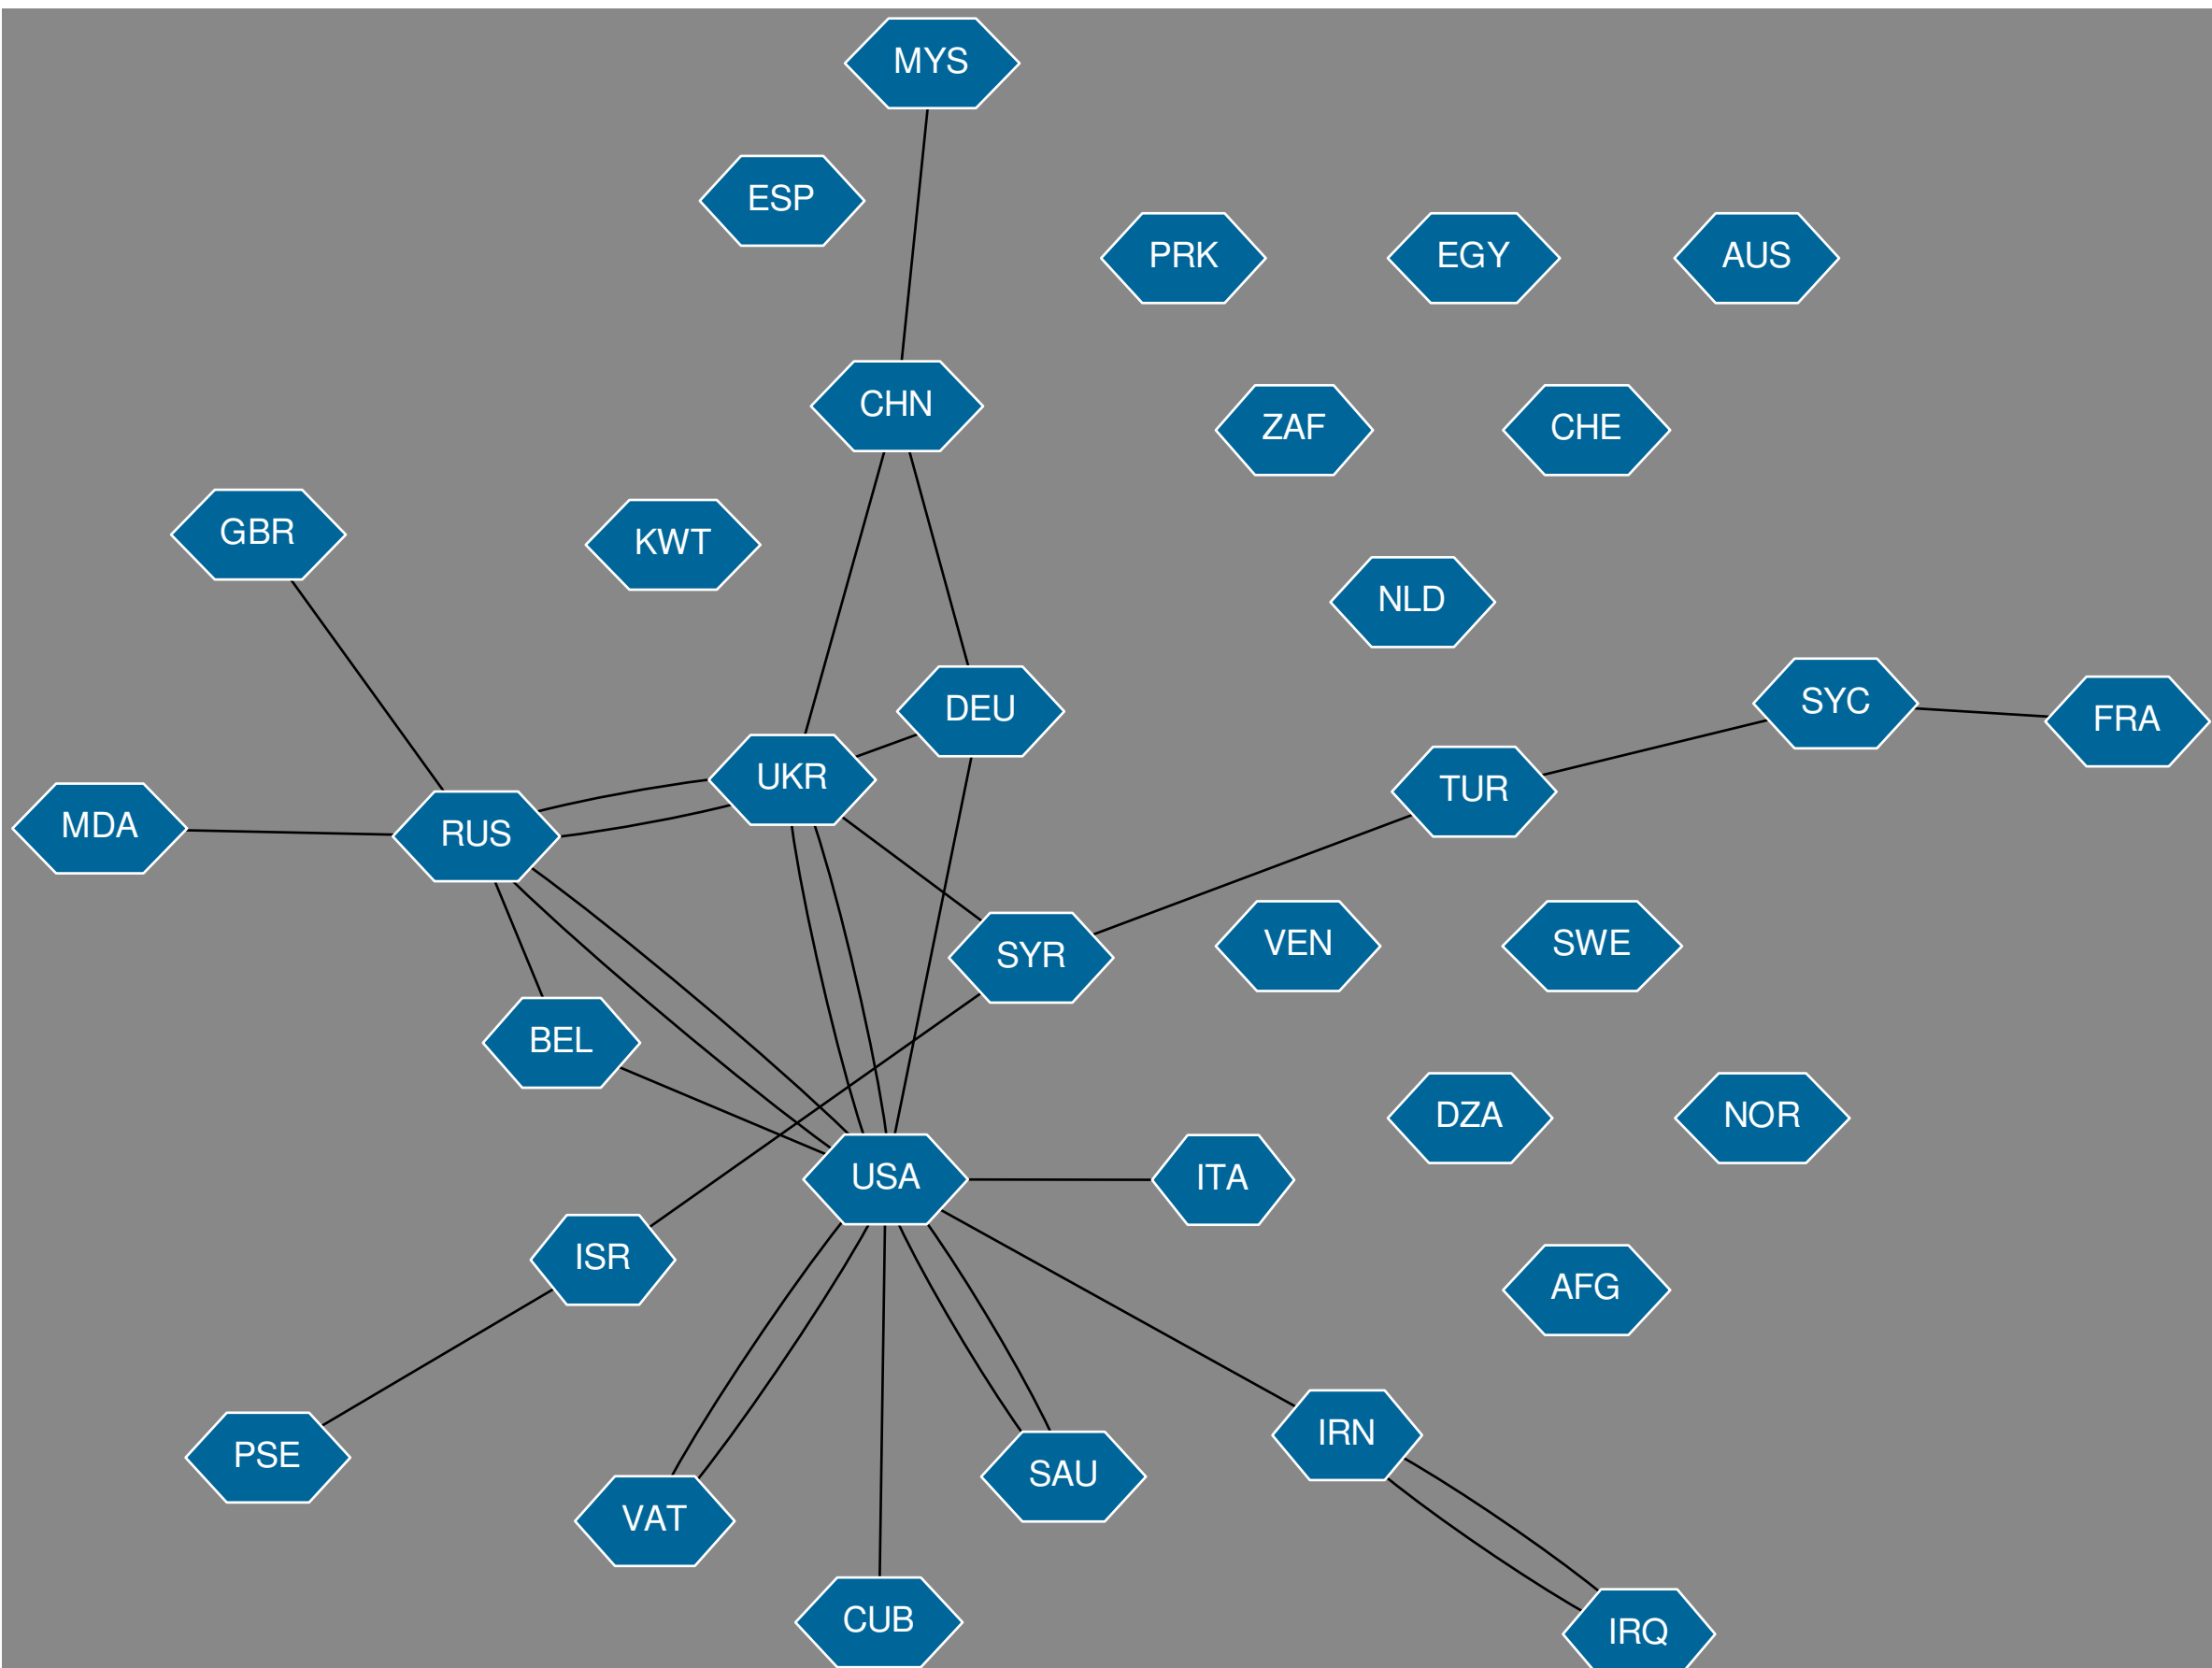 MYS
ESP
PRK
EGY
AUS
CHN
ZAF
CHE
GBR
KWT
NLD
DEU
SYC
FRA
UKR
TUR
MDA
RUS
SYR
VEN
SWE
BEL
DZA
NOR
USA
ITA
ISR
AFG
PSE
IRN
SAU
VAT
CUB
IRQ